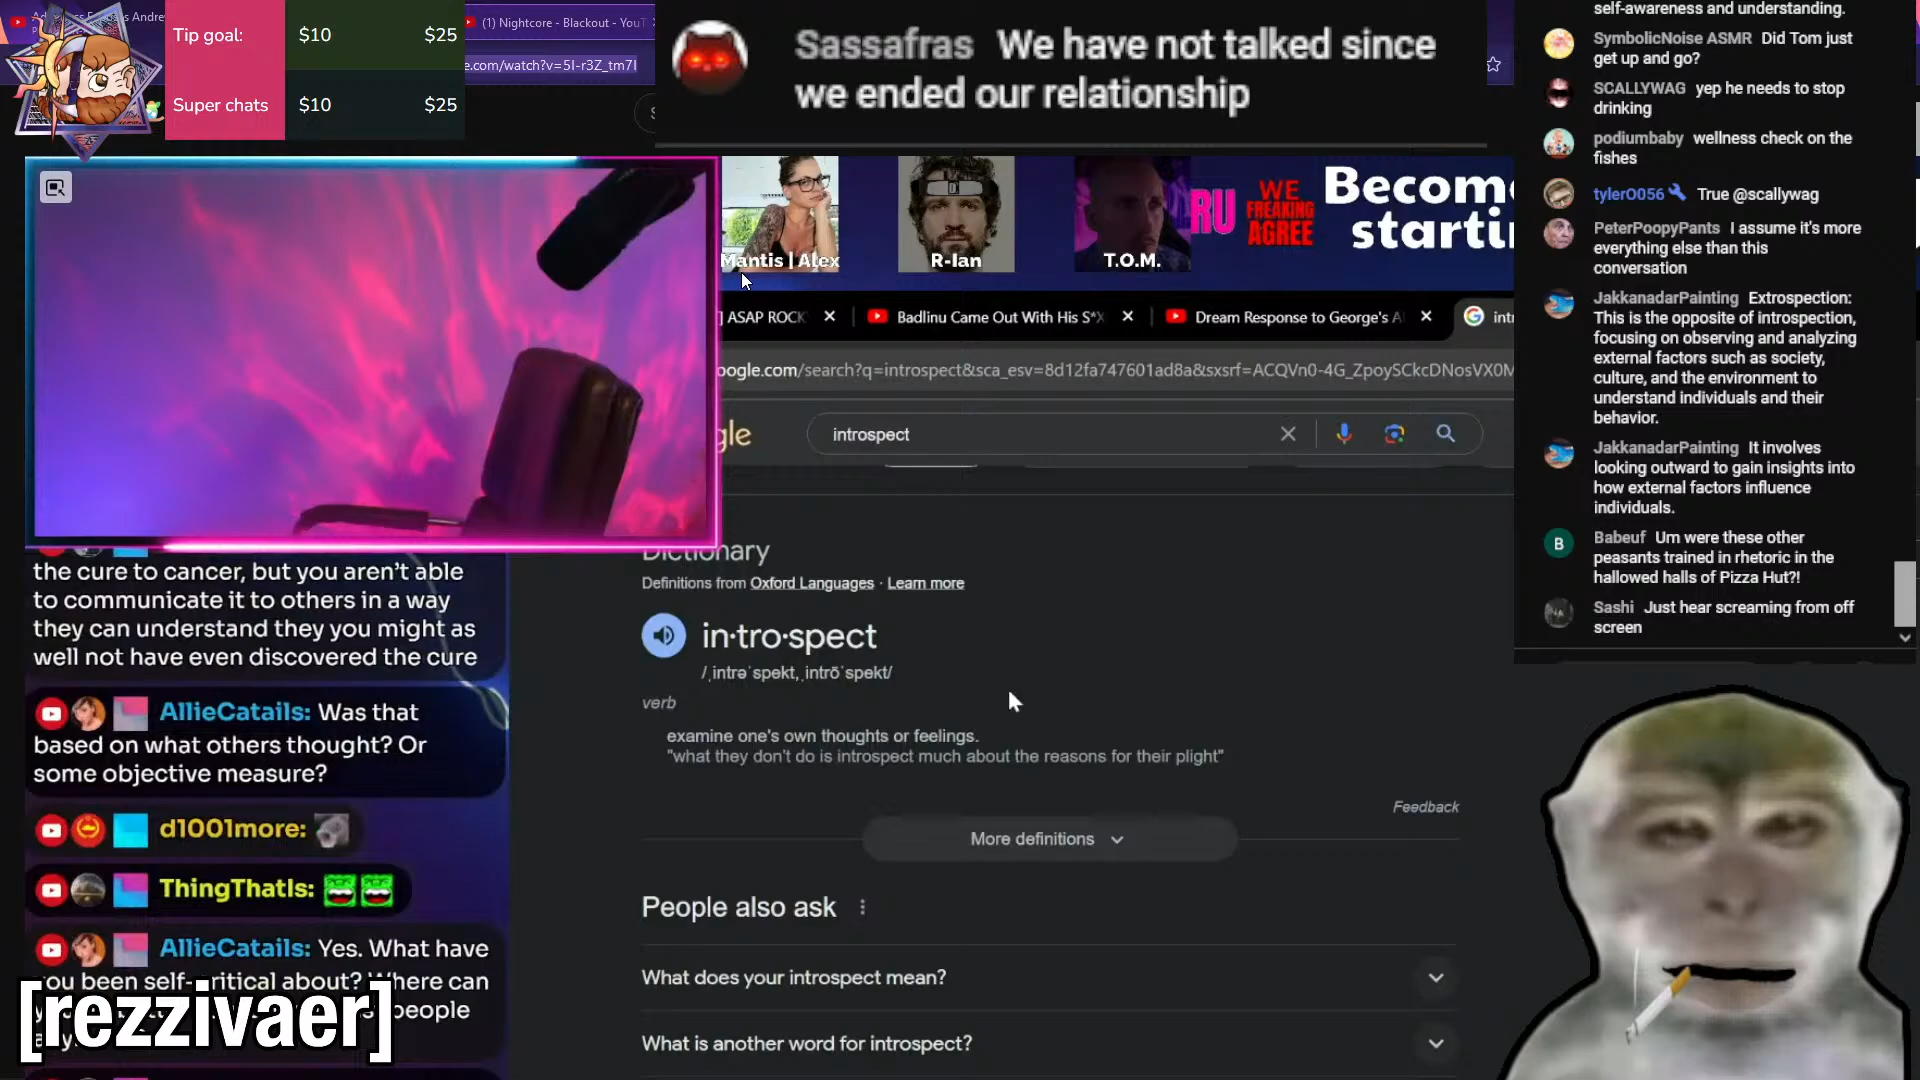 Tip goal:
$10
$25
Super chats
$10
$25
(1) Nightcore - Blackout - YouT
e.com/watch?v=5I-r3Z_tm7I
Sassafras We have not talked since
we ended our relationship
Mantis | Alex
R-Ian
T.O.M.
RU
WE
FREAKING
AGREE
Become
starti
ASAP ROCK
Badlinu Came Out With His S*X
Dream Response to George's Al
oogle.com/search?q=introspect&sca_esv=8d12fa747601ad8a&sxsrf=ACQVn0-4G_ZpoySCkcDNosVX0M
gle
introspect
Dictionary
Definitions from Oxford Languages · Learn more
in·tro·spect
/ˌintrəˈspekt,ˌintrōˈspekt/
verb
examine one's own thoughts or feelings.
"what they don't do is introspect much about the reasons for their plight"
Feedback
More definitions
People also ask
What does your introspect mean?
What is another word for introspect?
the cure to cancer, but you aren't able
to communicate it to others in a way
they can understand they you might as
well not have even discovered the cure
AllieCatails: Was that
based on what others thought? Or
some objective measure?
d1001more:
ThingThatIs:
AllieCatails: Yes. What have
you been self-critical about? Where can
people
[rezzivaer]
self-awareness and understanding.
SymbolicNoise ASMR Did Tom just
get up and go?
SCALLYWAG yep he needs to stop
drinking
podiumbaby wellness check on the
fishes
tyler0056 True @scallywag
PeterPoopyPants I assume it's more
everything else than this
conversation
JakkanadarPainting Extrospection:
This is the opposite of introspection,
focusing on observing and analyzing
external factors such as society,
culture, and the environment to
understand individuals and their
behavior.
JakkanadarPainting It involves
looking outward to gain insights into
how external factors influence
individuals.
B
Babeuf Um were these other
peasants trained in rhetoric in the
hallowed halls of Pizza Hut?!
Sashi Just hear screaming from off
screen